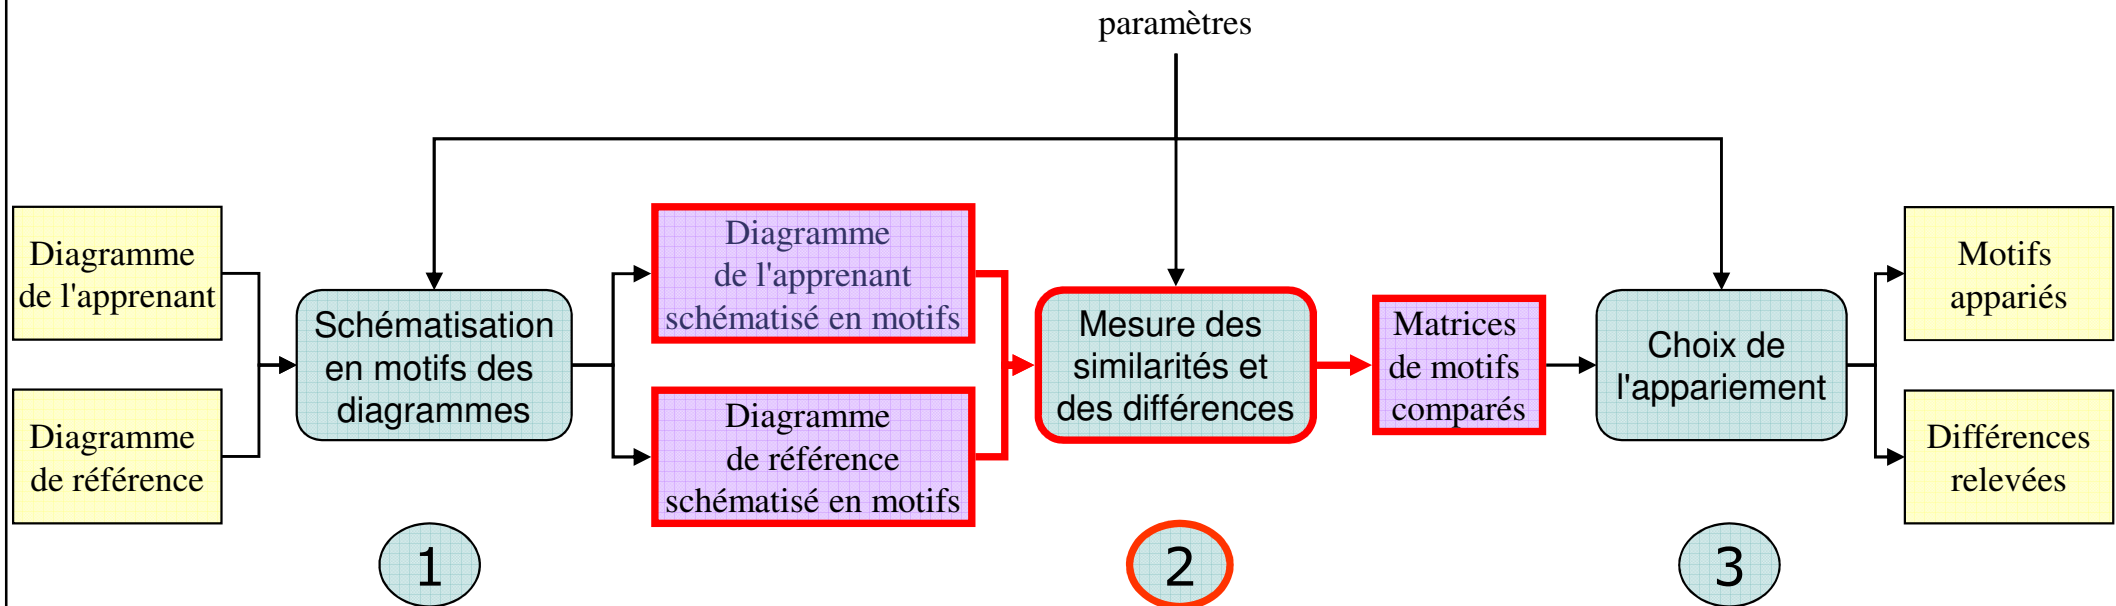 paramètres
Diagramme
de l'apprenant
Diagramme
de référence
Schématisation
en motifs des
diagrammes
Diagramme
de l'apprenant
schématisé en motifs
Diagramme
de référence
schématisé en motifs
Mesure des
similarités et
des différences
Matrices
de motifs
comparés
Choix de
l'appariement
Motifs
appariés
Différences
relevées
1
2
3